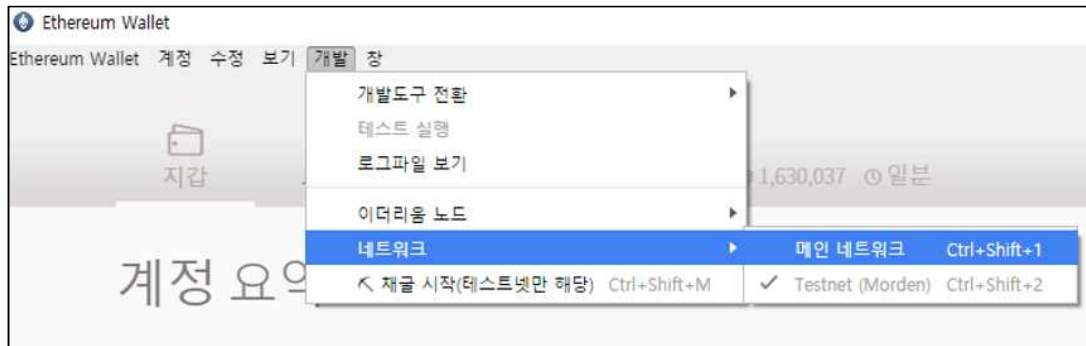 Ethereum Wallet
Ethereum Wallet 계정 수정 보기 개발 창
개발도구 전환
테스트 실행
로그파일 보기
지갑
1,630,037 일분
이더리움 노드
네트워크
메인 네트워크 Ctrl+Shift+1
계정 요약
채굴 시작(테스트넷만 해당) Ctrl+Shift+M
Testnet (Morden) Ctrl+Shift+2